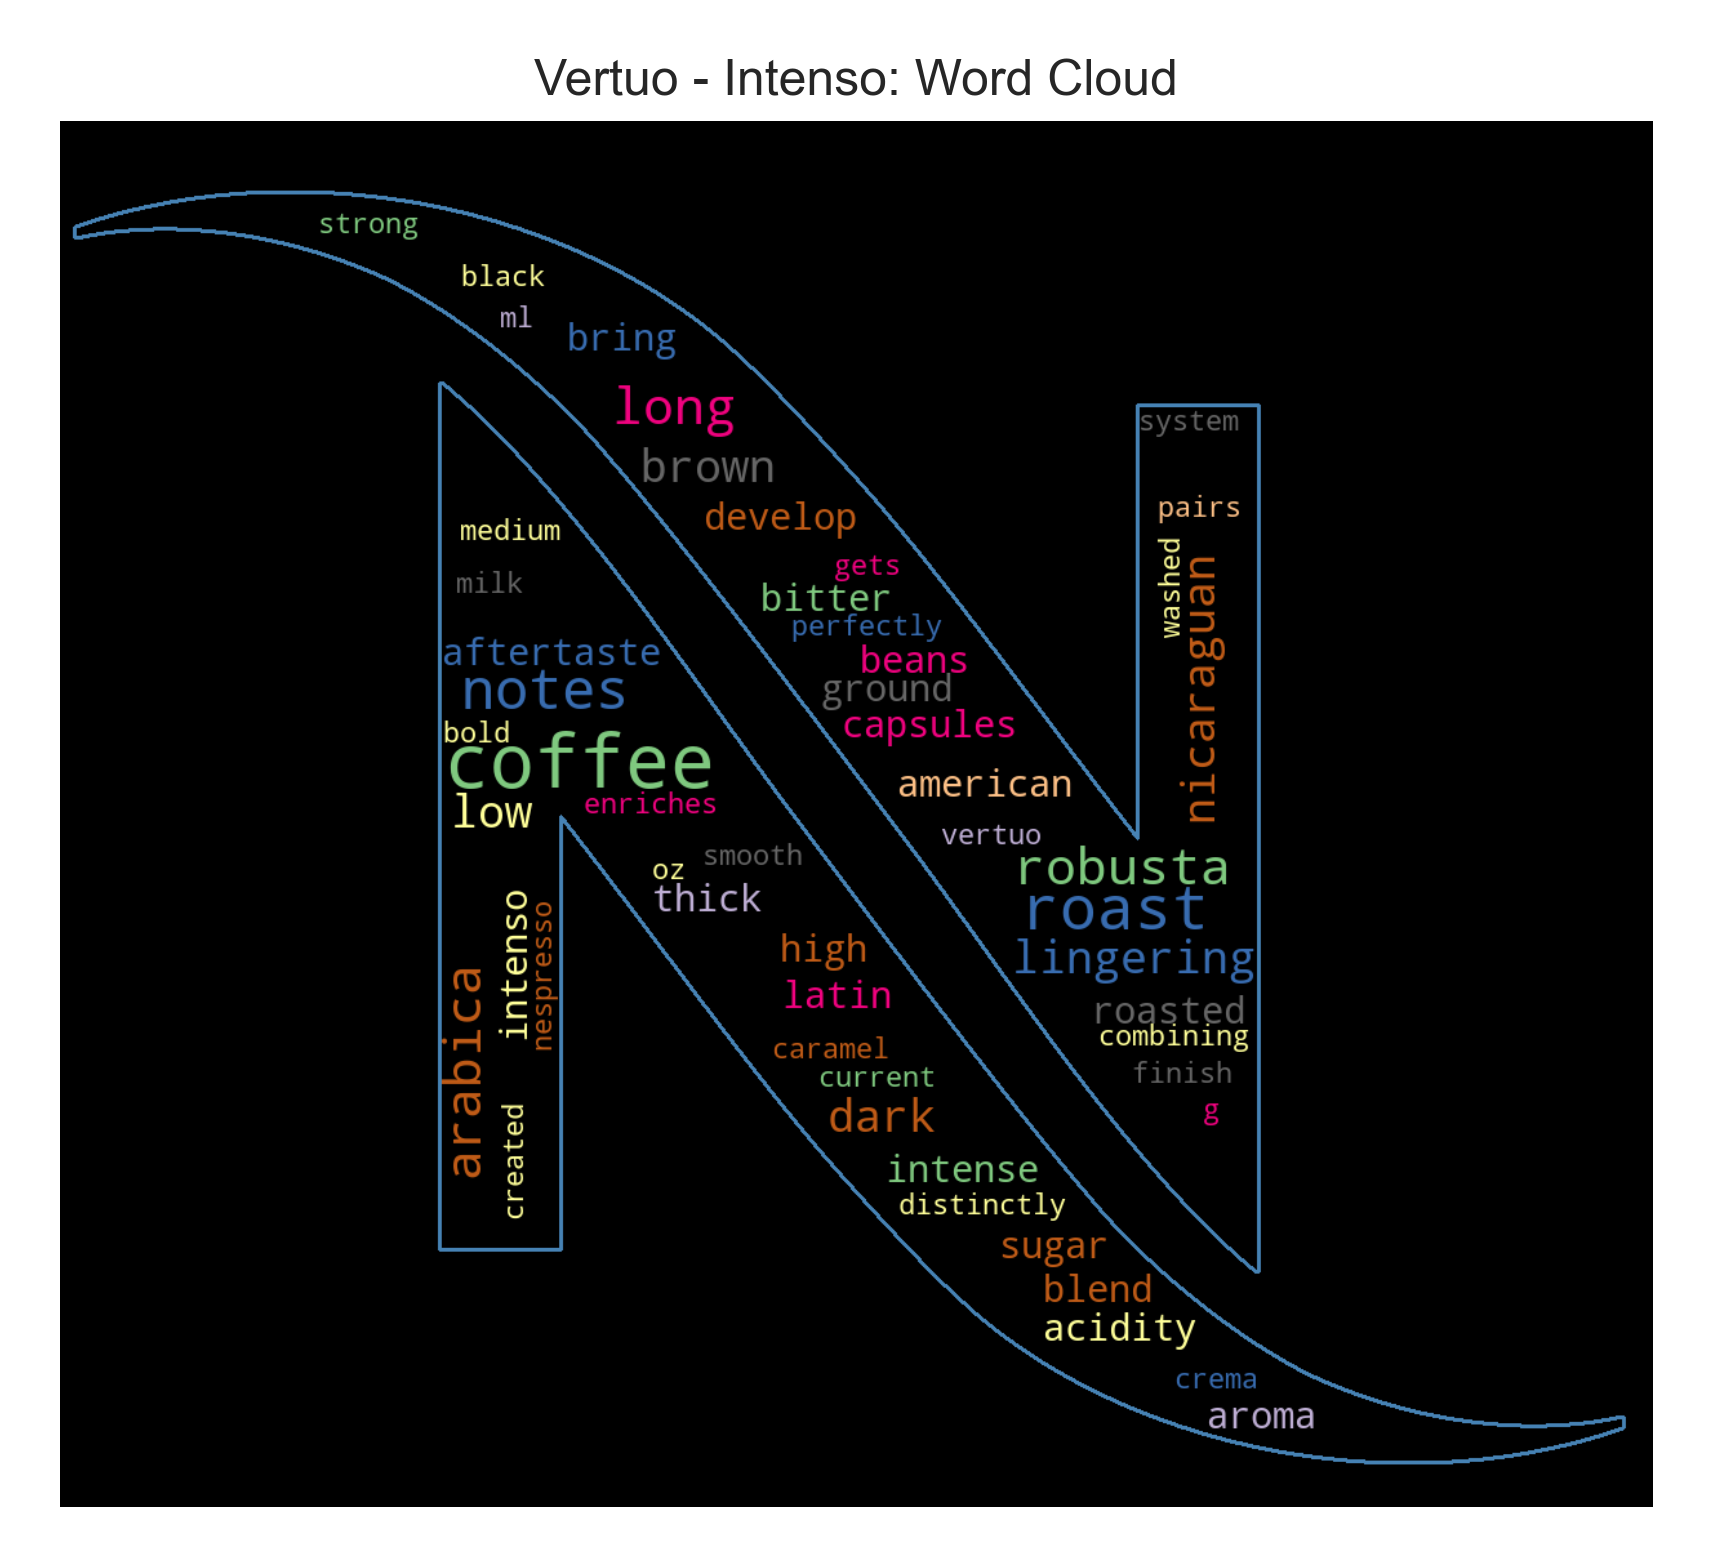 Vertuo - Intenso: Word Cloud
strong
black
ml
bring
long
brown
develop
gets
bitter
perfectly
beans
ground
capsules
american
vertuo
robusta
roast
lingering
roasted
combining
finish
g
system
pairs
washed
nicaraguan
medium
milk
aftertaste
notes
bold
coffee
low
enriches
arabica
intenso
nespresso
created
smooth
oz
thick
high
latin
caramel
current
dark
intense
distinctly
sugar
blend
acidity
crema
aroma